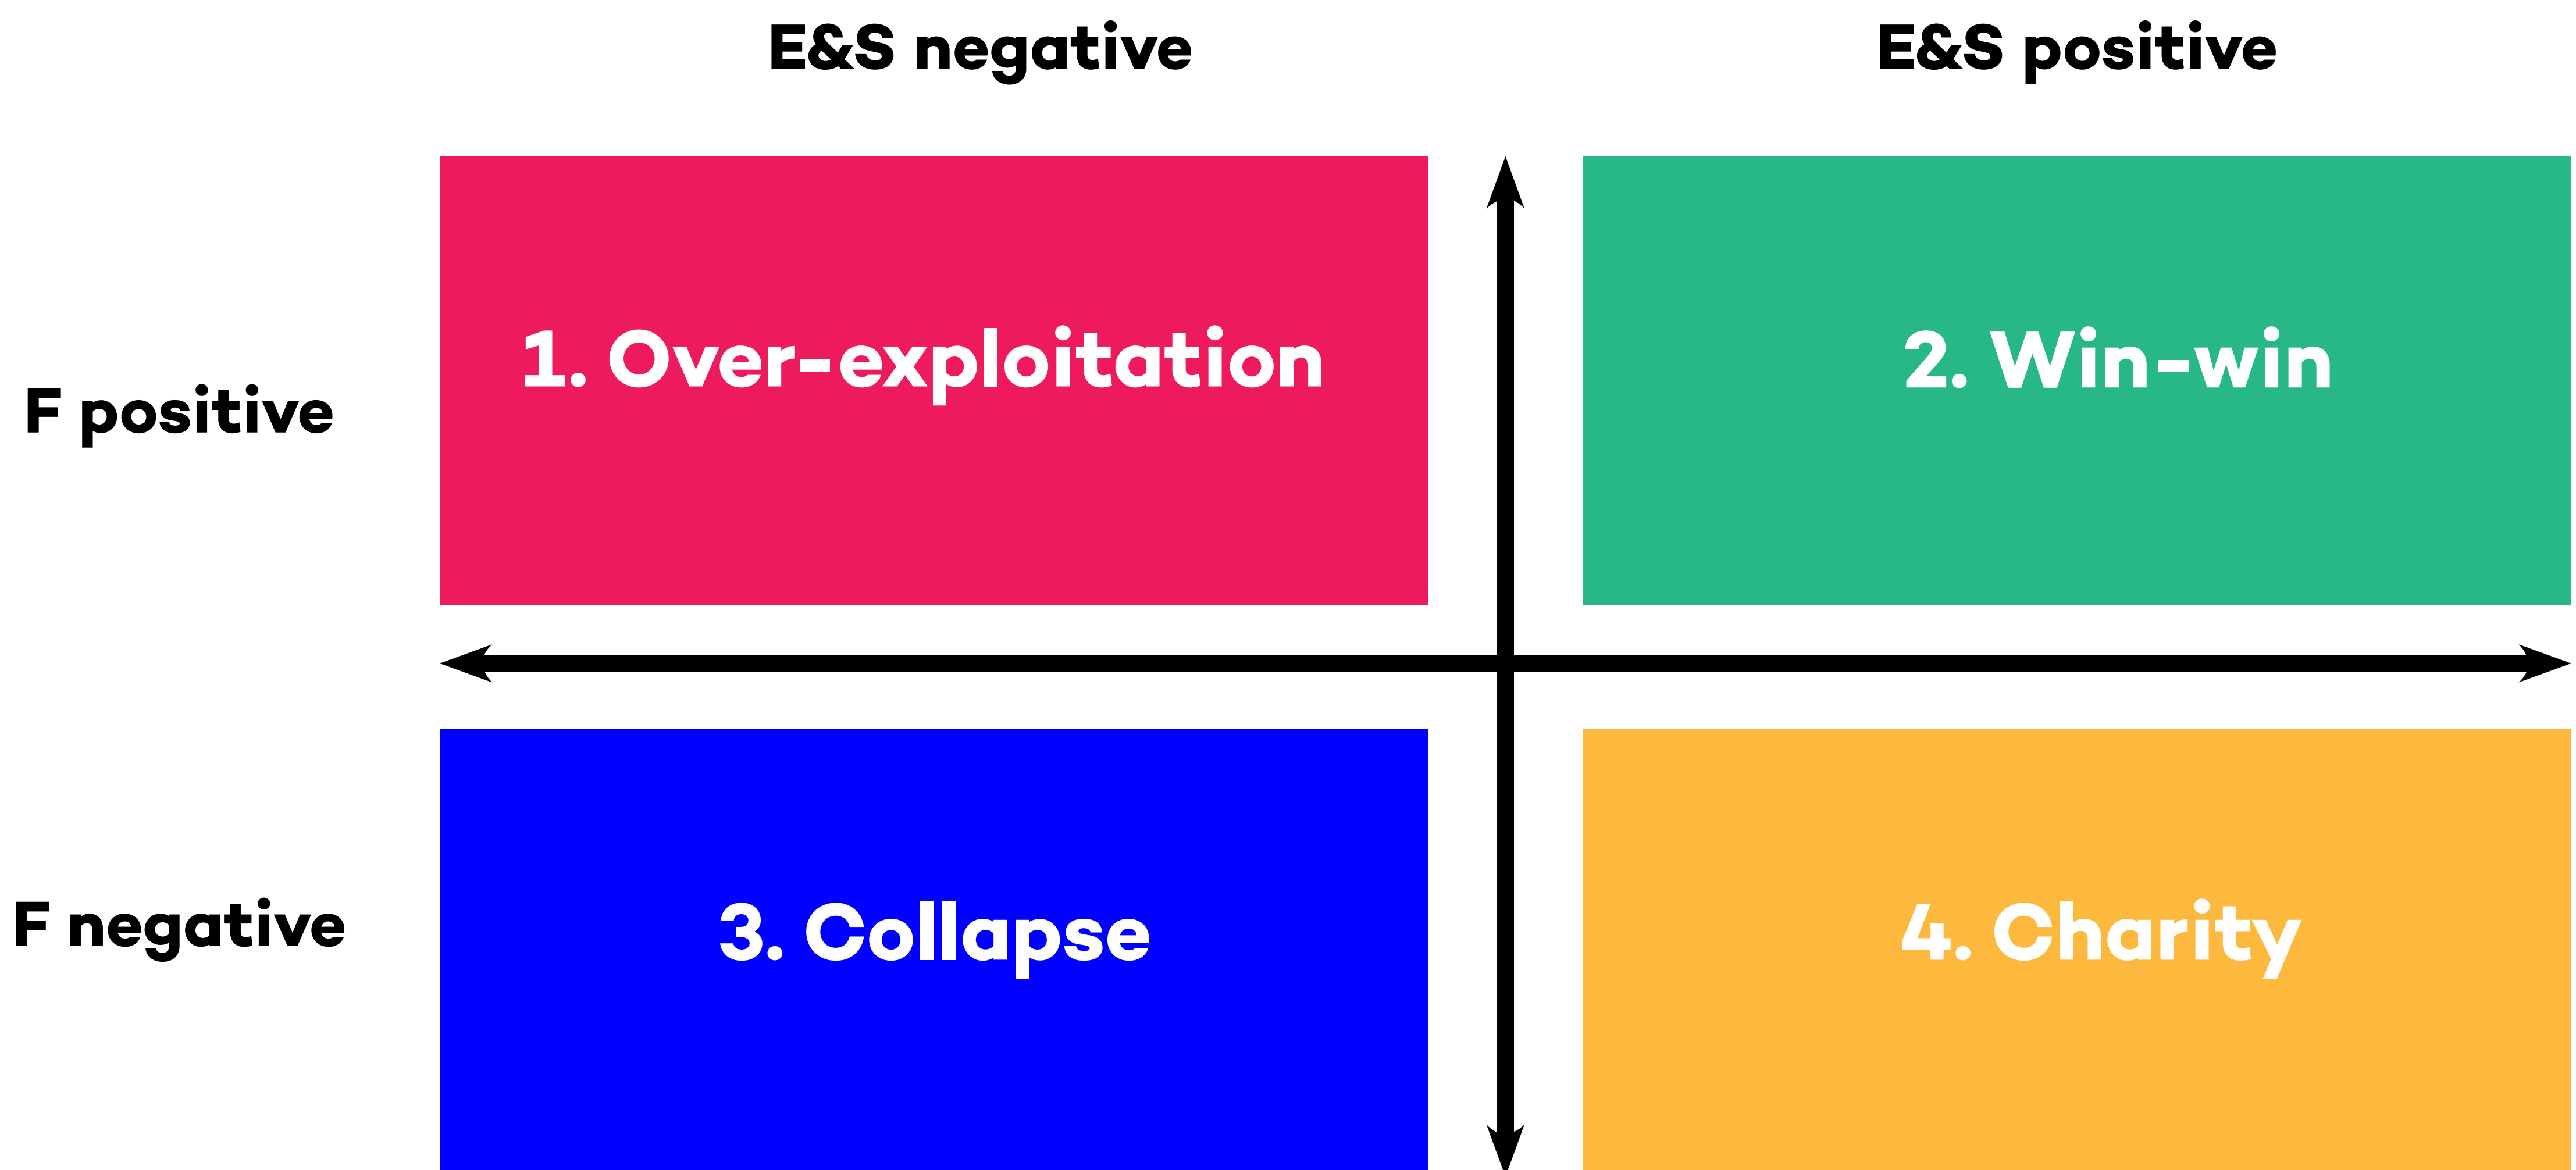 E&S negative
E&S positive
F positive
1. Over-exploitation
2. Win-win
F negative
3. Collapse
4. Charity